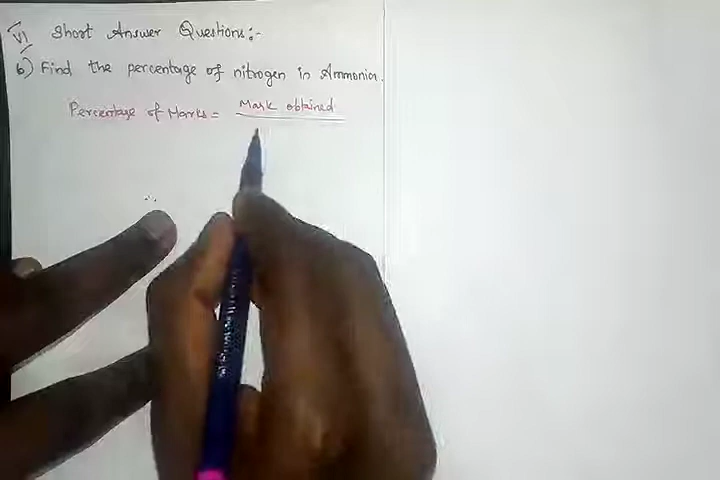 VI Short Answer Questions:-
6) Find the percentage of nitrogen in Ammonia.
Percentage of Marks = Mark obtained